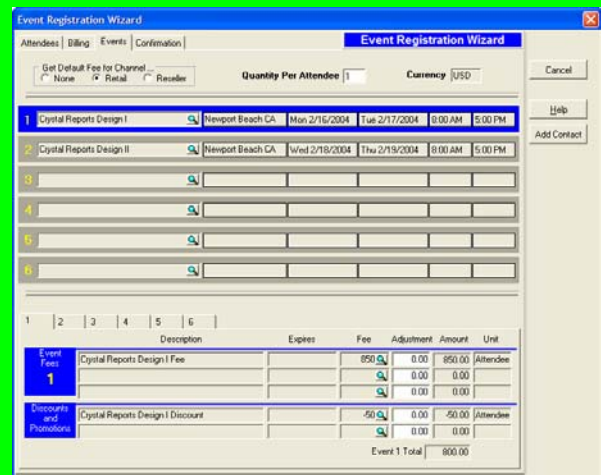 Event Registration Wizard
Attendees Billing Events Confirmation
Event Registration Wizard
Get Default Fee for Channel ...
None Retail Reseller
Quantity Per Attendee 1
Currency USD
Cancel
Help
Add Contact
1 Crystal Reports Design I Newport Beach CA Mon 2/16/2004 Tue 2/17/2004 8:00 AM 5:00 PM
2 Crystal Reports Design II Newport Beach CA Wed 2/18/2004 Thu 2/19/2004 8:00 AM 5:00 PM
3
4
5
6
1 2 3 4 5 6
Description Expires Fee Adjustment Amount Unit
Event Fees 1
Crystal Reports Design I Fee 850 0.00 850.00 Attendee
0.00 0.00
0.00 0.00
Discounts and Promotions
Crystal Reports Design I Discount -50 0.00 -50.00 Attendee
0.00 0.00
Event 1 Total 800.00